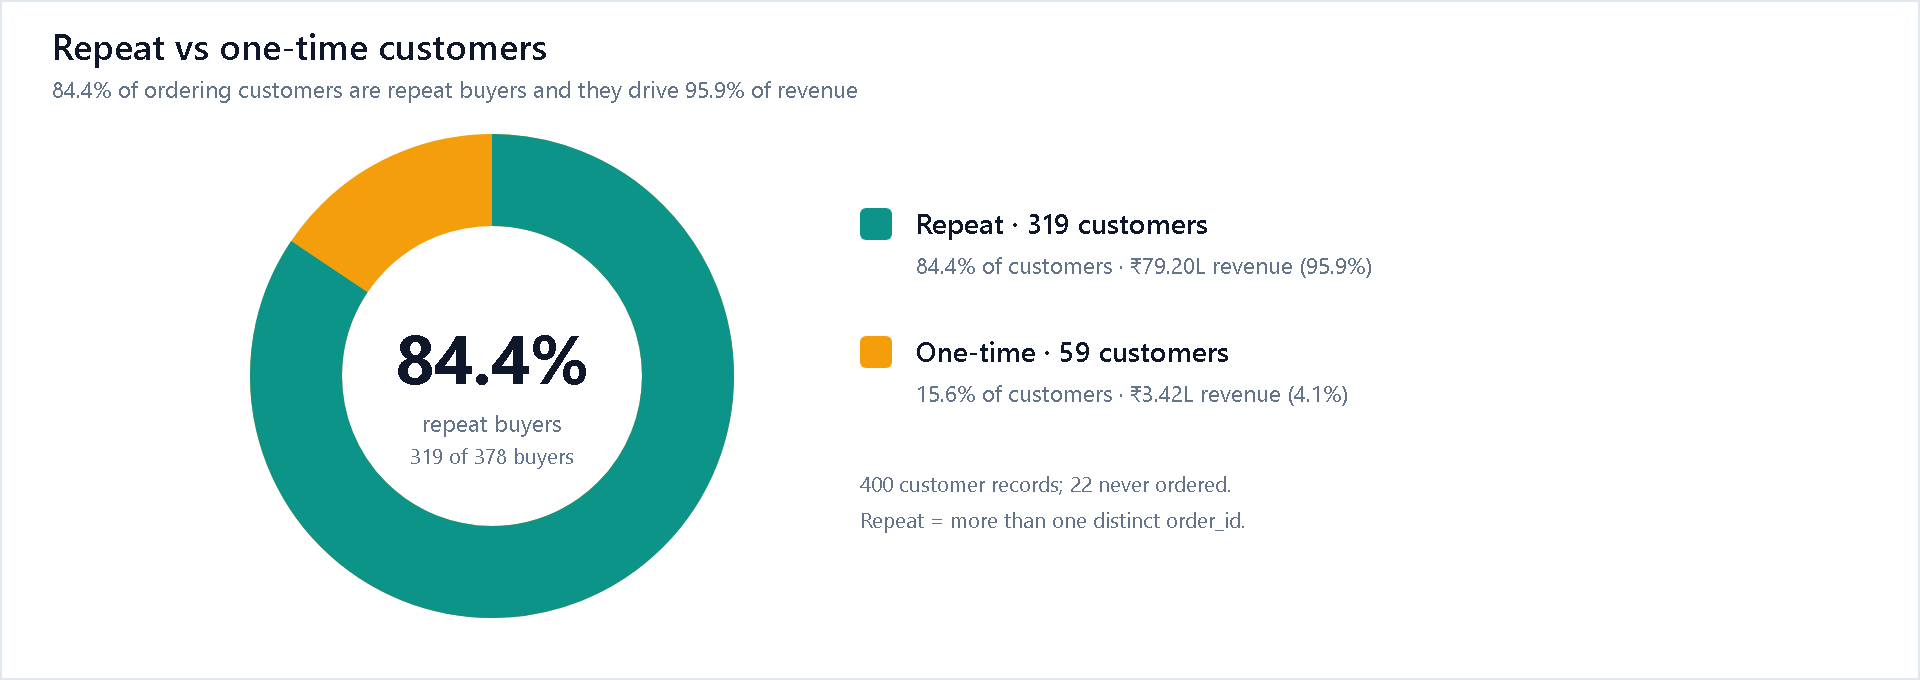 Repeat vs one-time customers
84.4% of ordering customers are repeat buyers and they drive 95.9% of revenue
84.4%
repeat buyers
319 of 378 buyers
Repeat · 319 customers
84.4% of customers · ₹79.20L revenue (95.9%)
One-time · 59 customers
15.6% of customers · ₹3.42L revenue (4.1%)
400 customer records; 22 never ordered.
Repeat = more than one distinct order_id.